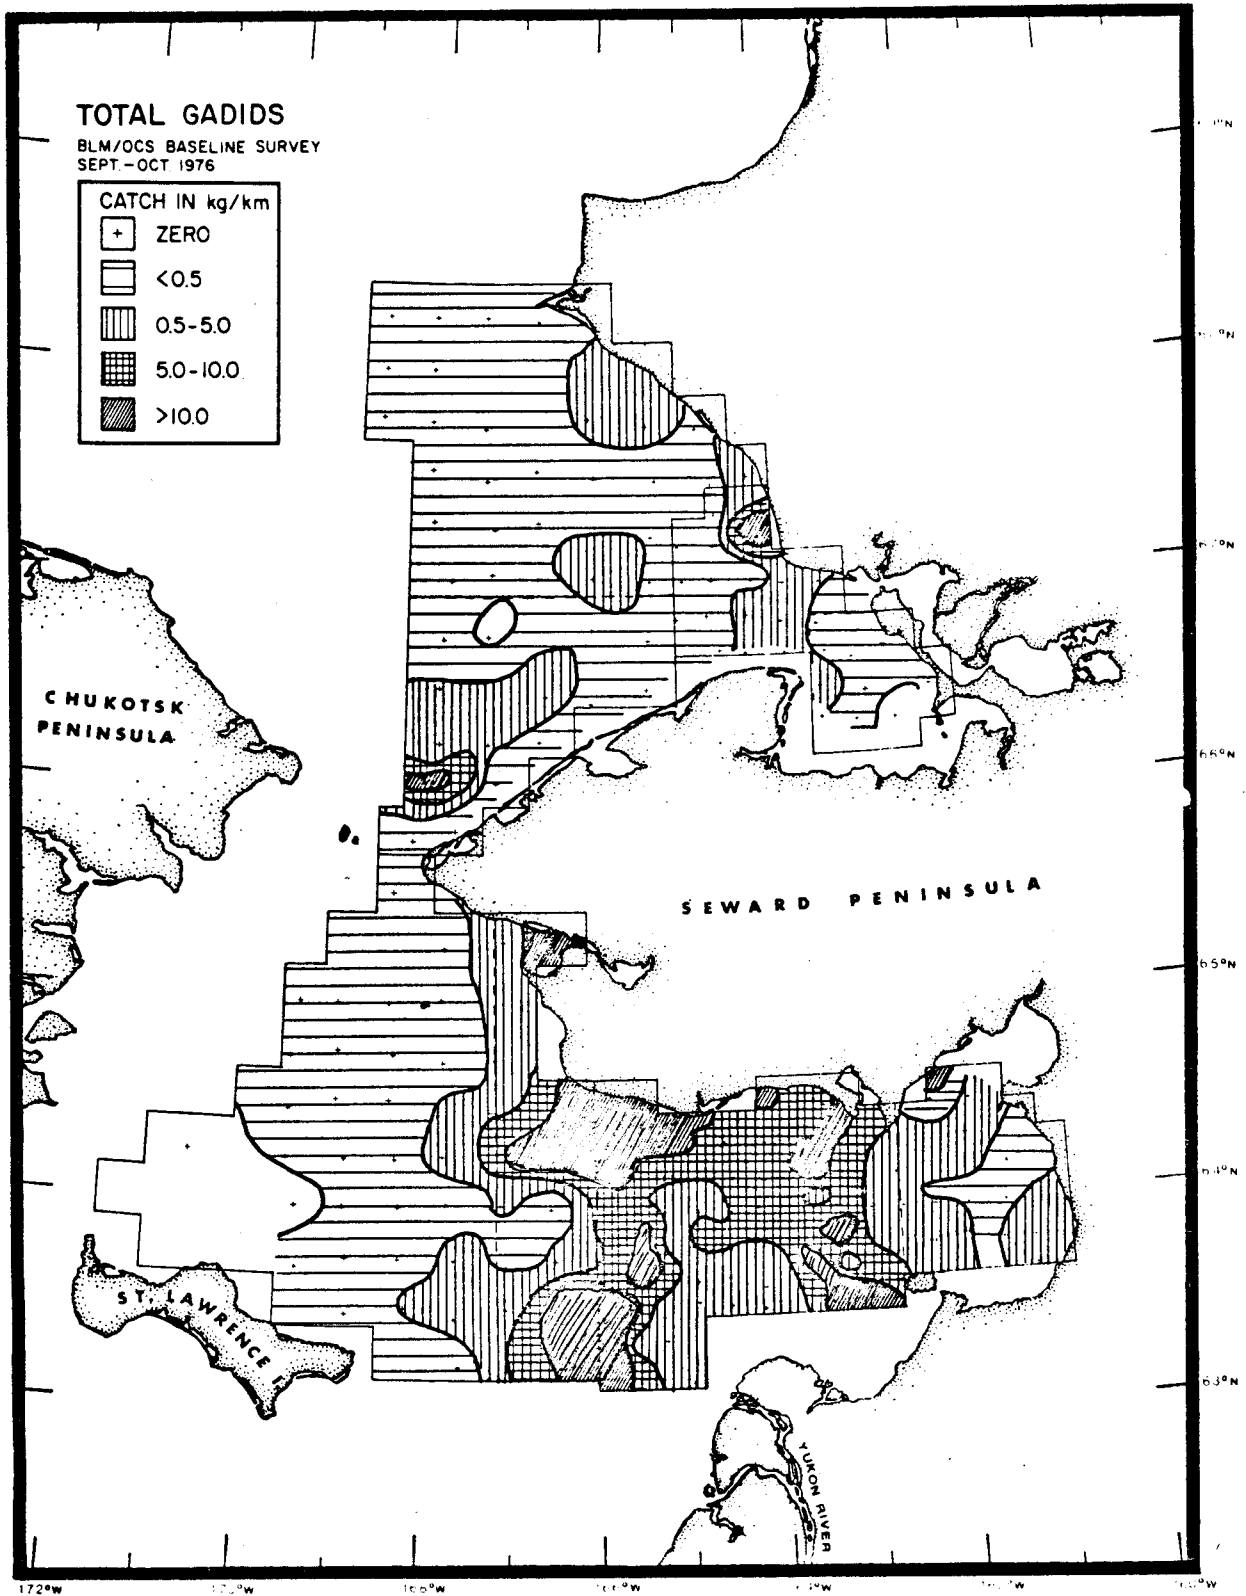 TOTAL GADIDS
BLM/OCS BASELINE SURVEY
SEPT.-OCT. 1976
CATCH IN kg/km
+ ZERO
<0.5
0.5-5.0
5.0-10.0
>10.0
CHUKOTSK
PENINSULA
66°N
SEWARD PENINSULA
65°N
64°N
ST. LAWRENCE I.
63°N
YUKON RIVER
172°W